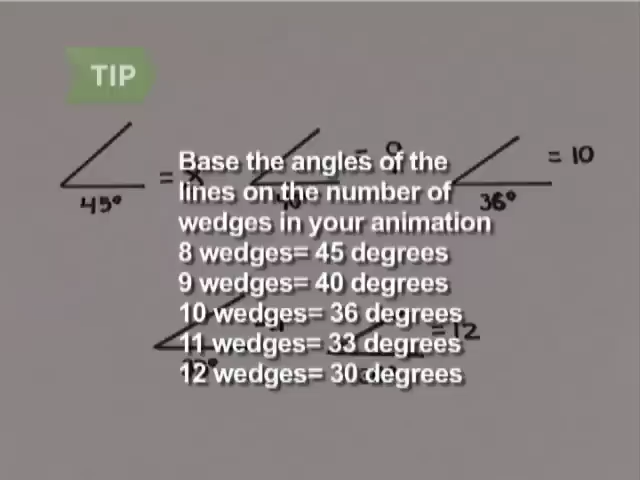 TIP
Base the angles of the
lines on the number of
wedges in your animation
8 wedges= 45 degrees
9 wedges= 40 degrees
10 wedges= 36 degrees
11 wedges= 33 degrees
12 wedges= 30 degrees
45°
36° = 10
= 12